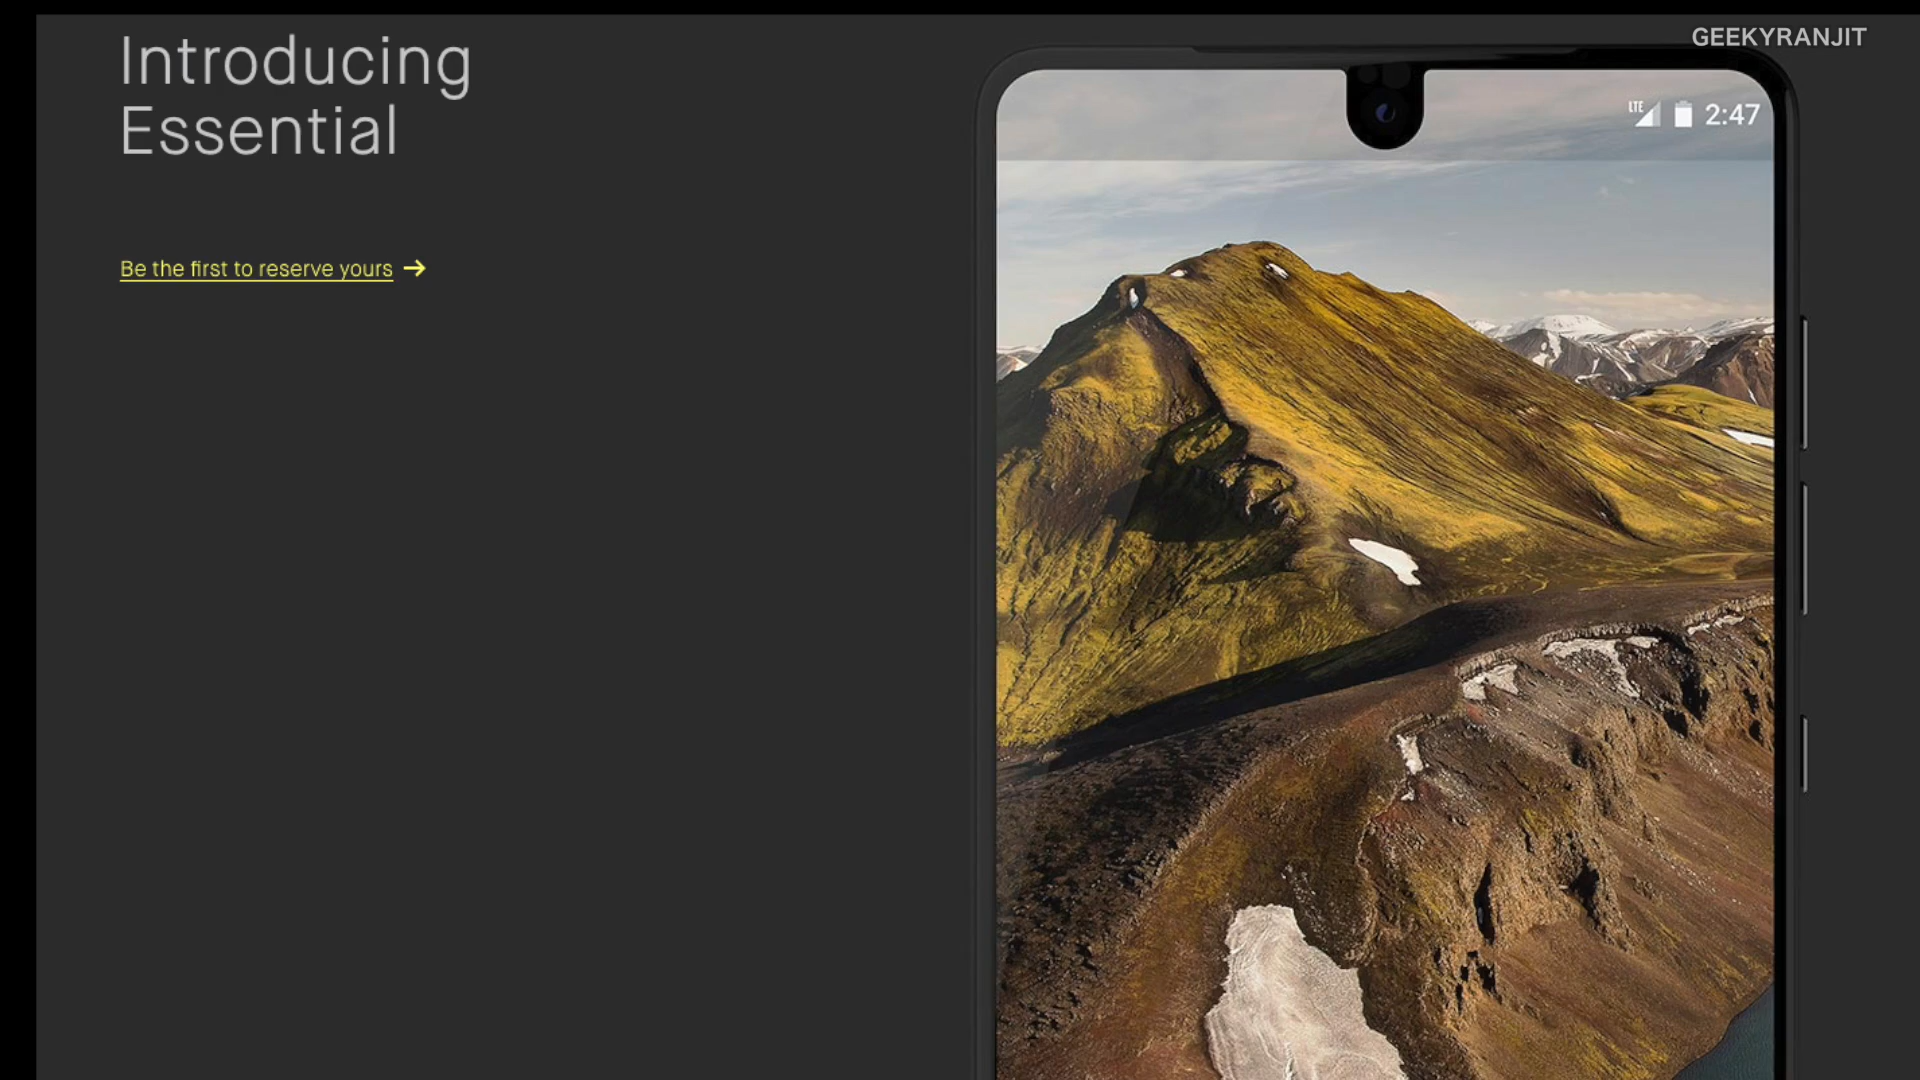 Introducing
Essential
GEEKYRANJIT
LTE 2:47
Be the first to reserve yours →